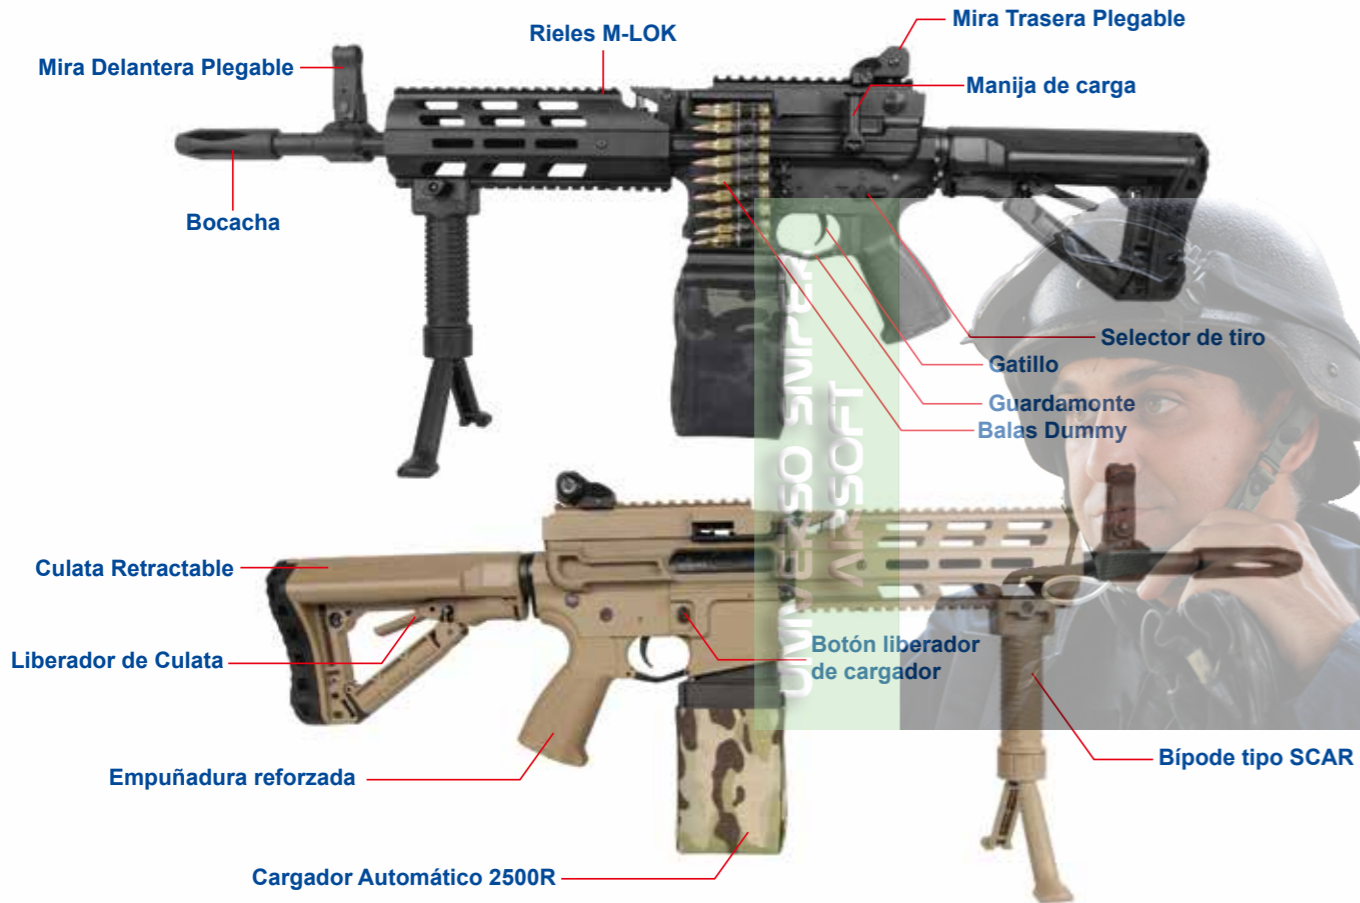 Mira Trasera Plegable
Rieles M-LOK
Mira Delantera Plegable
Manija de carga
Bocacha
Selector de tiro
Gatillo
Guardamonte
Balas Dummy
UNIVERSO SNIPER
AIRSOFT
Culata Retractable
Liberador de Culata
Botón liberador
de cargador
Empuñadura reforzada
Bípode tipo SCAR
Cargador Automático 2500R